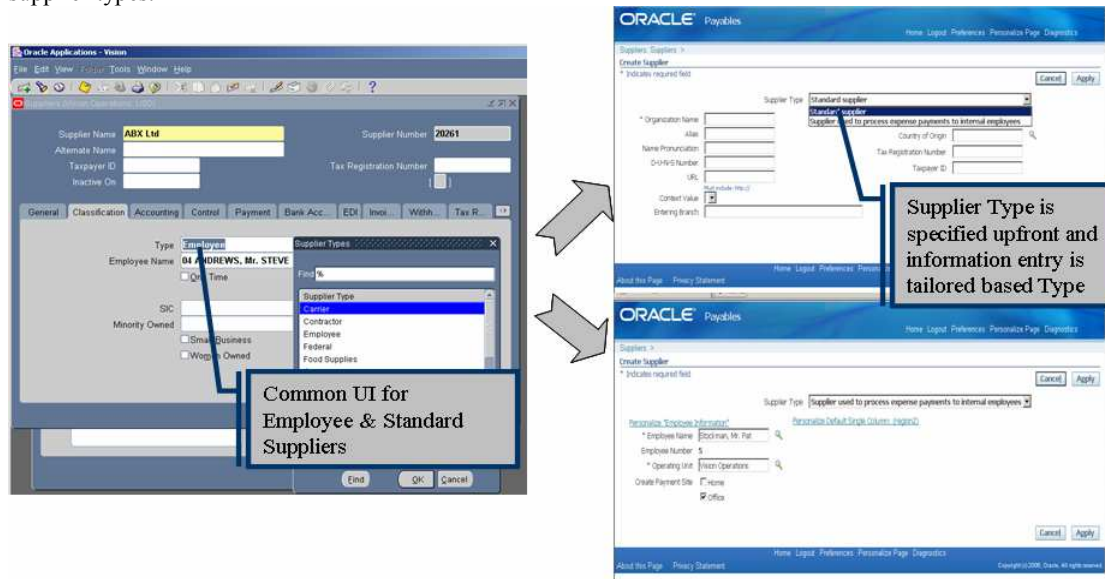 supplier types.
Oracle Applications - Vision
File Edit View Folder Tools Window Help
Supplier Name ABX Ltd Supplier Number 20261
Alternate Name
Taxpayer ID Tax Registration Number
Inactive On [ ]
General Classification Accounting Control Payment Bank Acc... EDI Invoi... Withh... Tax R...
Type Employee
Employee Name 04 ANDREWS, Mr. STEVE
One Time
SIC
Minority Owned
Small Business
Woman Owned
Supplier Types
Find %
Supplier Type
Carrier
Contractor
Employee
Federal
Food Supplies
Find OK Cancel
Common UI for
Employee & Standard
Suppliers
ORACLE Payables
Home Logout Preferences Personalize Page Diagnostics
Suppliers: Suppliers >
Create Supplier
* Indicates required field
Cancel Apply
Supplier Type Standard supplier
Standard supplier
Supplier used to process expense payments to internal employees
* Organization Name
Alias Country of Origin
Name Pronunciation Tax Registration Number
D-U-N-S Number Taxpayer ID
URL
Must include: http://
Context Value
Entering Branch
Home Logout Preferences
About this Page Privacy Statement
Supplier Type is
specified upfront and
information entry is
tailored based Type
ORACLE Payables
Home Logout Preferences Personalize Page Diagnostics
Suppliers >
Create Supplier
* Indicates required field
Cancel Apply
Supplier Type Supplier used to process expense payments to internal employees
Personalize "Employee Information" Personalize Default Single Column: (region2)
* Employee Name Stockman, Mr. Pat
Employee Number 5
* Operating Unit Vision Operations
Create Payment Site Home
Office
Cancel Apply
Home Logout Preferences Personalize Page Diagnostics
About this Page Privacy Statement Copyright (c) 2006, Oracle. All rights reserved.